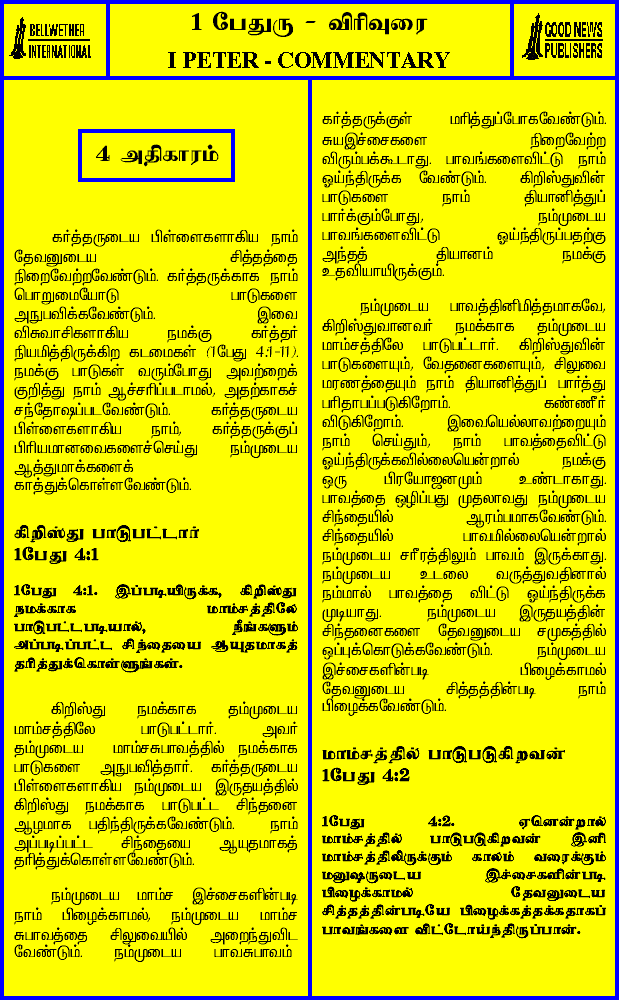 BELLWETHER
INTERNATIONAL
1 பேதுரு - விரிவுரை
I PETER - COMMENTARY
GOOD NEWS
PUBLISHERS
4 அதிகாரம்
கர்த்தருடைய பிள்ளைகளாகிய நாம்
தேவனுடைய சித்தத்தை
நிறைவேற்றவேண்டும். கர்த்தருக்காக நாம்
பொறுமையோடு பாடுகளை
அநுபவிக்கவேண்டும். இவை
விசுவாசிகளாகிய நமக்கு கர்த்தர்
நியமித்திருக்கிற கடமைகள் (1பேது 4:1-11).
நமக்கு பாடுகள் வரும்போது அவற்றைக்
குறித்து நாம் ஆச்சரிப்படாமல், அதற்காகச்
சந்தோஷப்படவேண்டும். கர்த்தருடைய
பிள்ளைகளாகிய நாம், கர்த்தருக்குப்
பிரியமானவைகளைச்செய்து நம்முடைய
ஆத்துமாக்களைக்
காத்துக்கொள்ளவேண்டும்.
கிறிஸ்து பாடுபட்டார்
1பேது 4:1
1பேது 4:1. இப்படியிருக்க, கிறிஸ்து
நமக்காக மாம்சத்திலே
பாடுபட்டபடியால், நீங்களும்
அப்படிப்பட்ட சிந்தையை ஆயுதமாகத்
தரித்துக்கொள்ளுங்கள்.
கிறிஸ்து நமக்காக தம்முடைய
மாம்சத்திலே பாடுபட்டார். அவர்
தம்முடைய மாம்சசுபாவத்தில் நமக்காக
பாடுகளை அநுபவித்தார். கர்த்தருடைய
பிள்ளைகளாகிய நம்முடைய இருதயத்தில்
கிறிஸ்து நமக்காக பாடுபட்ட சிந்தனை
ஆழமாக பதிந்திருக்கவேண்டும். நாம்
அப்படிப்பட்ட சிந்தையை ஆயுதமாகத்
தரித்துக்கொள்ளவேண்டும்.
நம்முடைய மாம்ச இச்சைகளின்படி
நாம் பிழைக்காமல், நம்முடைய மாம்ச
சுபாவத்தை சிலுவையில் அறைந்துவிட
வேண்டும். நம்முடைய பாவசுபாவம்
கர்த்தருக்குள் மரித்துப்போகவேண்டும்.
சுயஇச்சைகளை நிறைவேற்ற
விரும்பக்கூடாது. பாவங்களைவிட்டு நாம்
ஓய்ந்திருக்க வேண்டும். கிறிஸ்துவின்
பாடுகளை நாம் தியானித்துப்
பார்க்கும்போது, நம்முடைய
பாவங்களைவிட்டு ஓய்ந்திருப்பதற்கு
அந்தத் தியானம் நமக்கு
உதவியாயிருக்கும்.
நம்முடைய பாவத்தினிமித்தமாகவே,
கிறிஸ்துவானவர் நமக்காக தம்முடைய
மாம்சத்திலே பாடுபட்டார். கிறிஸ்துவின்
பாடுகளையும், வேதனைகளையும், சிலுவை
மரணத்தையும் நாம் தியானித்துப் பார்த்து
பரிதாபப்படுகிறோம். கண்ணீர்
விடுகிறோம். இவையெல்லாவற்றையும்
நாம் செய்தும், நாம் பாவத்தைவிட்டு
ஓய்ந்திருக்கவில்லையென்றால் நமக்கு
ஒரு பிரயோஜனமும் உண்டாகாது.
பாவத்தை ஒழிப்பது முதலாவது நம்முடைய
சிந்தையில் ஆரம்பமாகவேண்டும்.
சிந்தையில் பாவமில்லையென்றால்
நம்முடைய சரீரத்திலும் பாவம் இருக்காது.
நம்முடைய உடலை வருத்துவதினால்
நம்மால் பாவத்தை விட்டு ஓய்ந்திருக்க
முடியாது. நம்முடைய இருதயத்தின்
சிந்தனைகளை தேவனுடைய சமுகத்தில்
ஒப்புக்கொடுக்கவேண்டும். நம்முடைய
இச்சைகளின்படி பிழைக்காமல்
தேவனுடைய சித்தத்தின்படி நாம்
பிழைக்கவேண்டும்.
மாம்சத்தில் பாடுபடுகிறவன்
1பேது 4:2
1பேது 4:2. ஏனென்றால்
மாம்சத்தில் பாடுபடுகிறவன் இனி
மாம்சத்திலிருக்கும் காலம் வரைக்கும்
மனுஷருடைய இச்சைகளின்படி
பிழைக்காமல் தேவனுடைய
சித்தத்தின்படியே பிழைக்கத்தக்கதாகப்
பாவங்களை விட்டோய்ந்திருப்பான்.